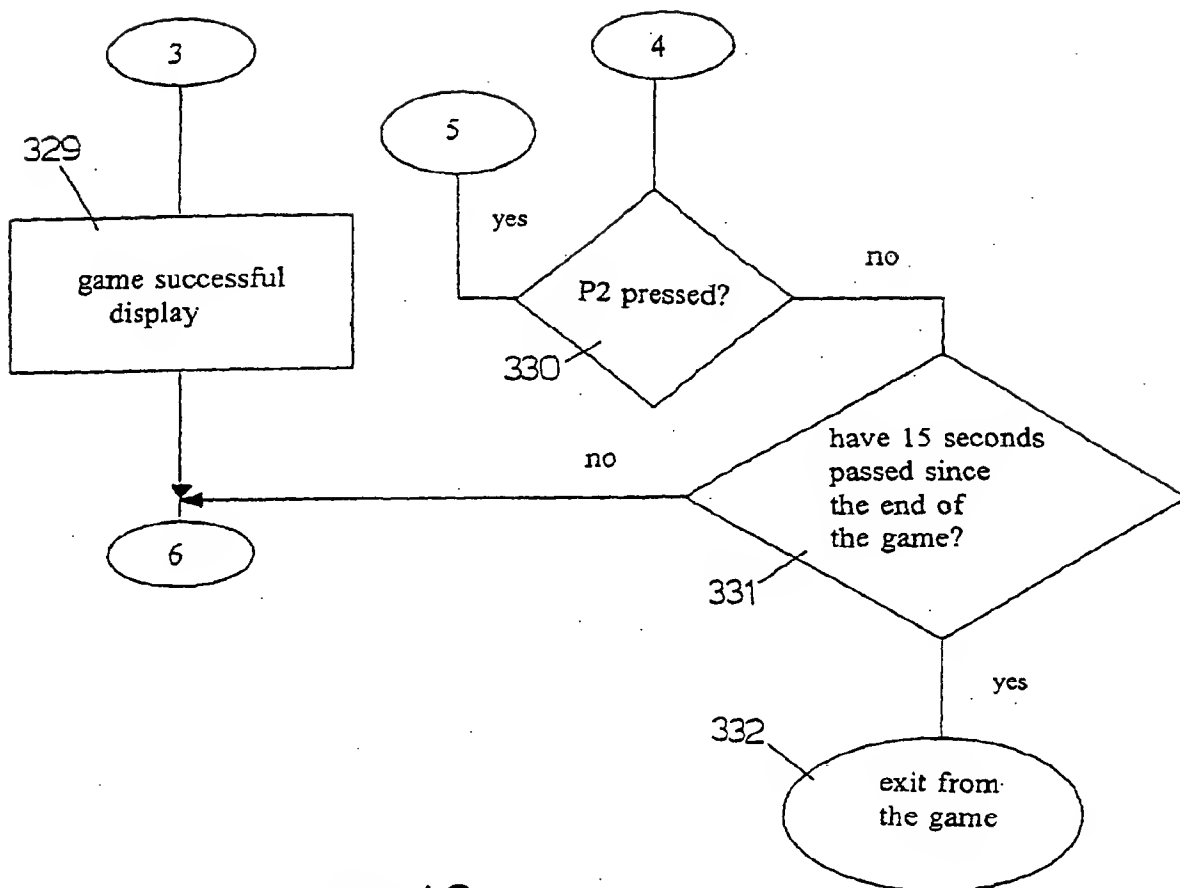 3
4
5
329
yes
game successful
display
P2 pressed?
no
330
have 15 seconds
passed since
the end of
the game?
no
6
331
yes
332
exit from
the game